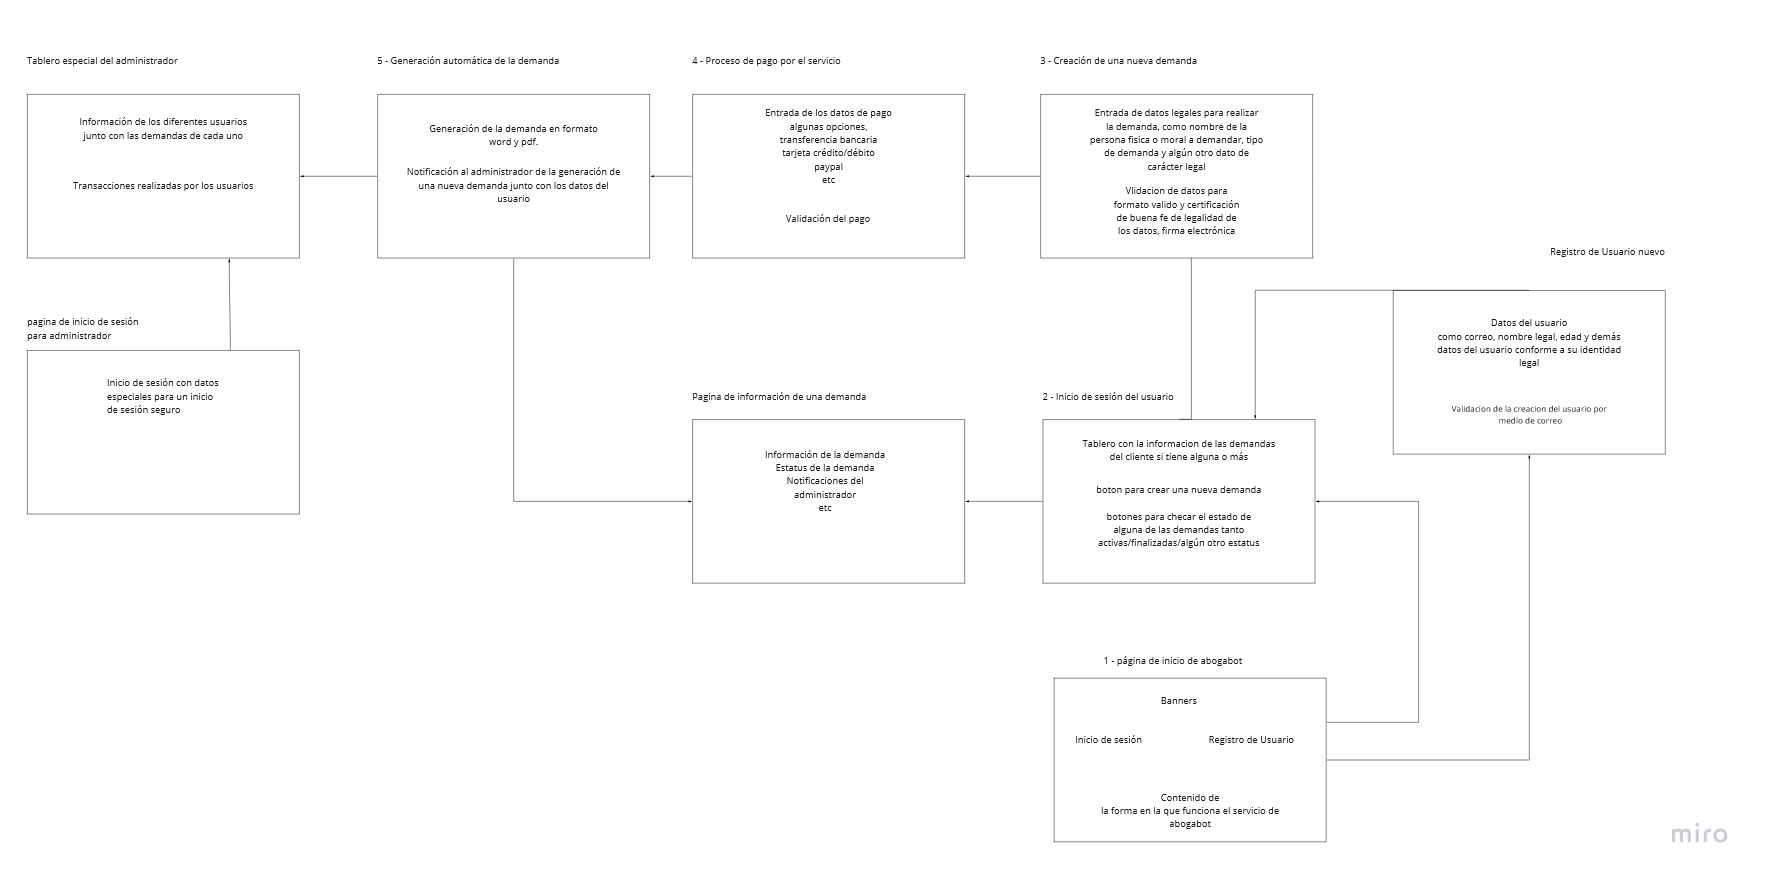 Tablero especial del administrador
Información de los diferentes usuarios
junto con las demandas de cada uno
Transacciones realizadas por los usuarios
5 - Generación automática de la demanda
Generación de la demanda en formato
word y pdf.
Notificación al administrador de la generación de
una nueva demanda junto con los datos del
usuario
4 - Proceso de pago por el servicio
Entrada de los datos de pago
algunas opciones,
transferencia bancaria
tarjeta crédito/débito
paypal
etc
Validación del pago
3 - Creación de una nueva demanda
Entrada de datos legales para realizar
la demanda, como nombre de la
persona fisica o moral a demandar, tipo
de demanda y algún otro dato de
carácter legal
Vlidacion de datos para
formato valido y certificación
de buena fe de legalidad de
los datos, firma electrónica
Registro de Usuario nuevo
Datos del usuario
como correo, nombre legal, edad y demás
datos del usuario conforme a su identidad
legal
Validacion de la creacion del usuario por
medio de correo
pagina de inicio de sesión
para administrador
Inicio de sesión con datos
especiales para un inicio
de sesión seguro
Pagina de información de una demanda
Información de la demanda
Estatus de la demanda
Notificaciones del
administrador
etc
2 - Inicio de sesión del usuario
Tablero con la informacion de las demandas
del cliente si tiene alguna o más
boton para crear una nueva demanda
botones para checar el estado de
alguna de las demandas tanto
activas/finalizadas/algún otro estatus
1 - página de inicio de abogabot
Banners
Inicio de sesión
Registro de Usuario
Contenido de
la forma en la que funciona el servicio de
abogabot
miro